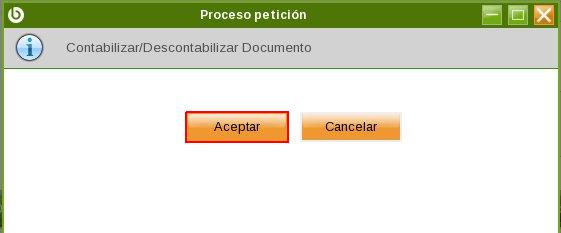 Proceso petición
Contabilizar/Descontabilizar Documento
Aceptar Cancelar